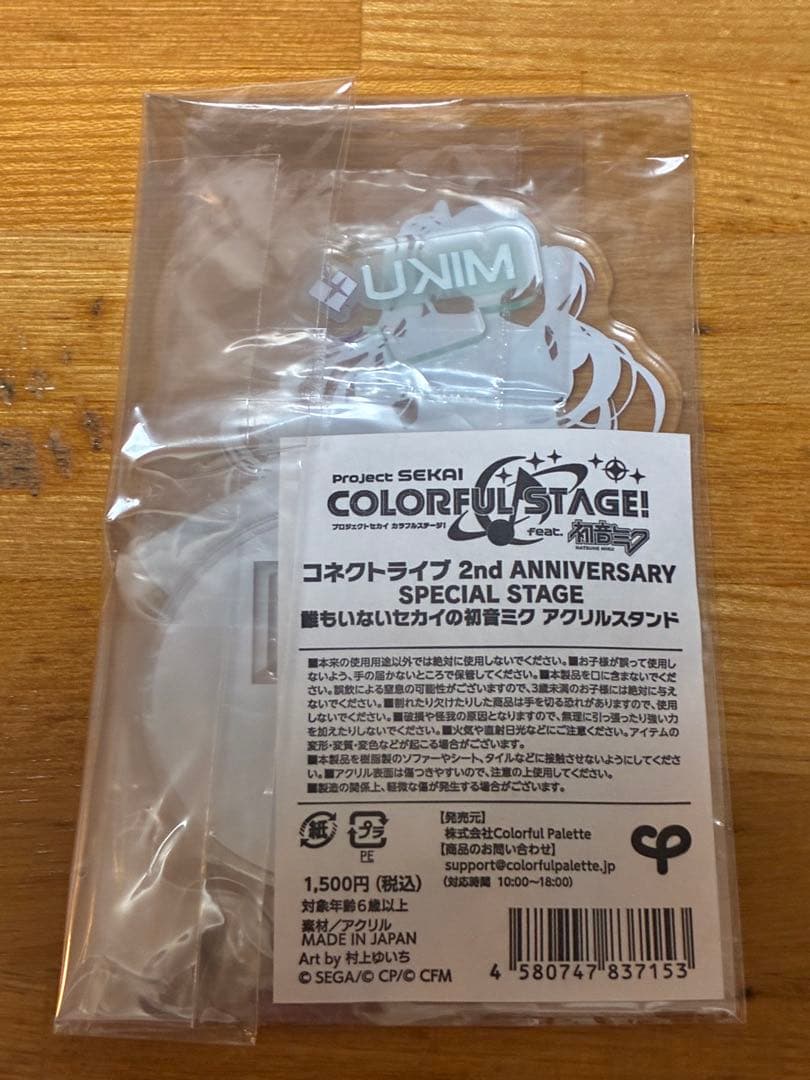 MIKU
Project SEKAI
COLORFUL STAGE!
プロジェクトセカイ カラフルステージ!
feat. 初音ミク
HATSUNE MIKU
コネクトライブ 2nd ANNIVERSARY
SPECIAL STAGE
誰もいないセカイの初音ミク アクリルスタンド
■本来の使用用途以外では絶対に使用しないでください。■お子様が誤って使用し
ないよう、手の届かないところで保管してください。■本製品を口に含まないでくだ
さい。誤飲による窒息の可能性がございますので、3歳未満のお子様には絶対に与え
ないでください。■割れたり欠けたりした商品は手を切る恐れがありますので、使用
しないでください。■破損や怪我の原因となりますので、無理に引っ張ったり強い力
を加えたりしないでください。■火気や直射日光などにご注意ください。アイテムの
変形・変質・変色などが起こる場合がございます。
■本製品を樹脂製のソファーやシート、タイルなどに接触させないようにしてくださ
い。■アクリル表面は傷つきやすいので、注意の上使用してください。
■製造の関係上、軽微な傷が発生する場合がございます。
紙
プラ
PE
【発売元】
株式会社Colorful Palette
【商品のお問い合わせ】
support@colorfulpalette.jp
(対応時間 10:00〜18:00)
1,500円(税込)
対象年齢6歳以上
素材/アクリル
MADE IN JAPAN
Art by 村上ゆいち
© SEGA/© CP/© CFM
4 580747 837153